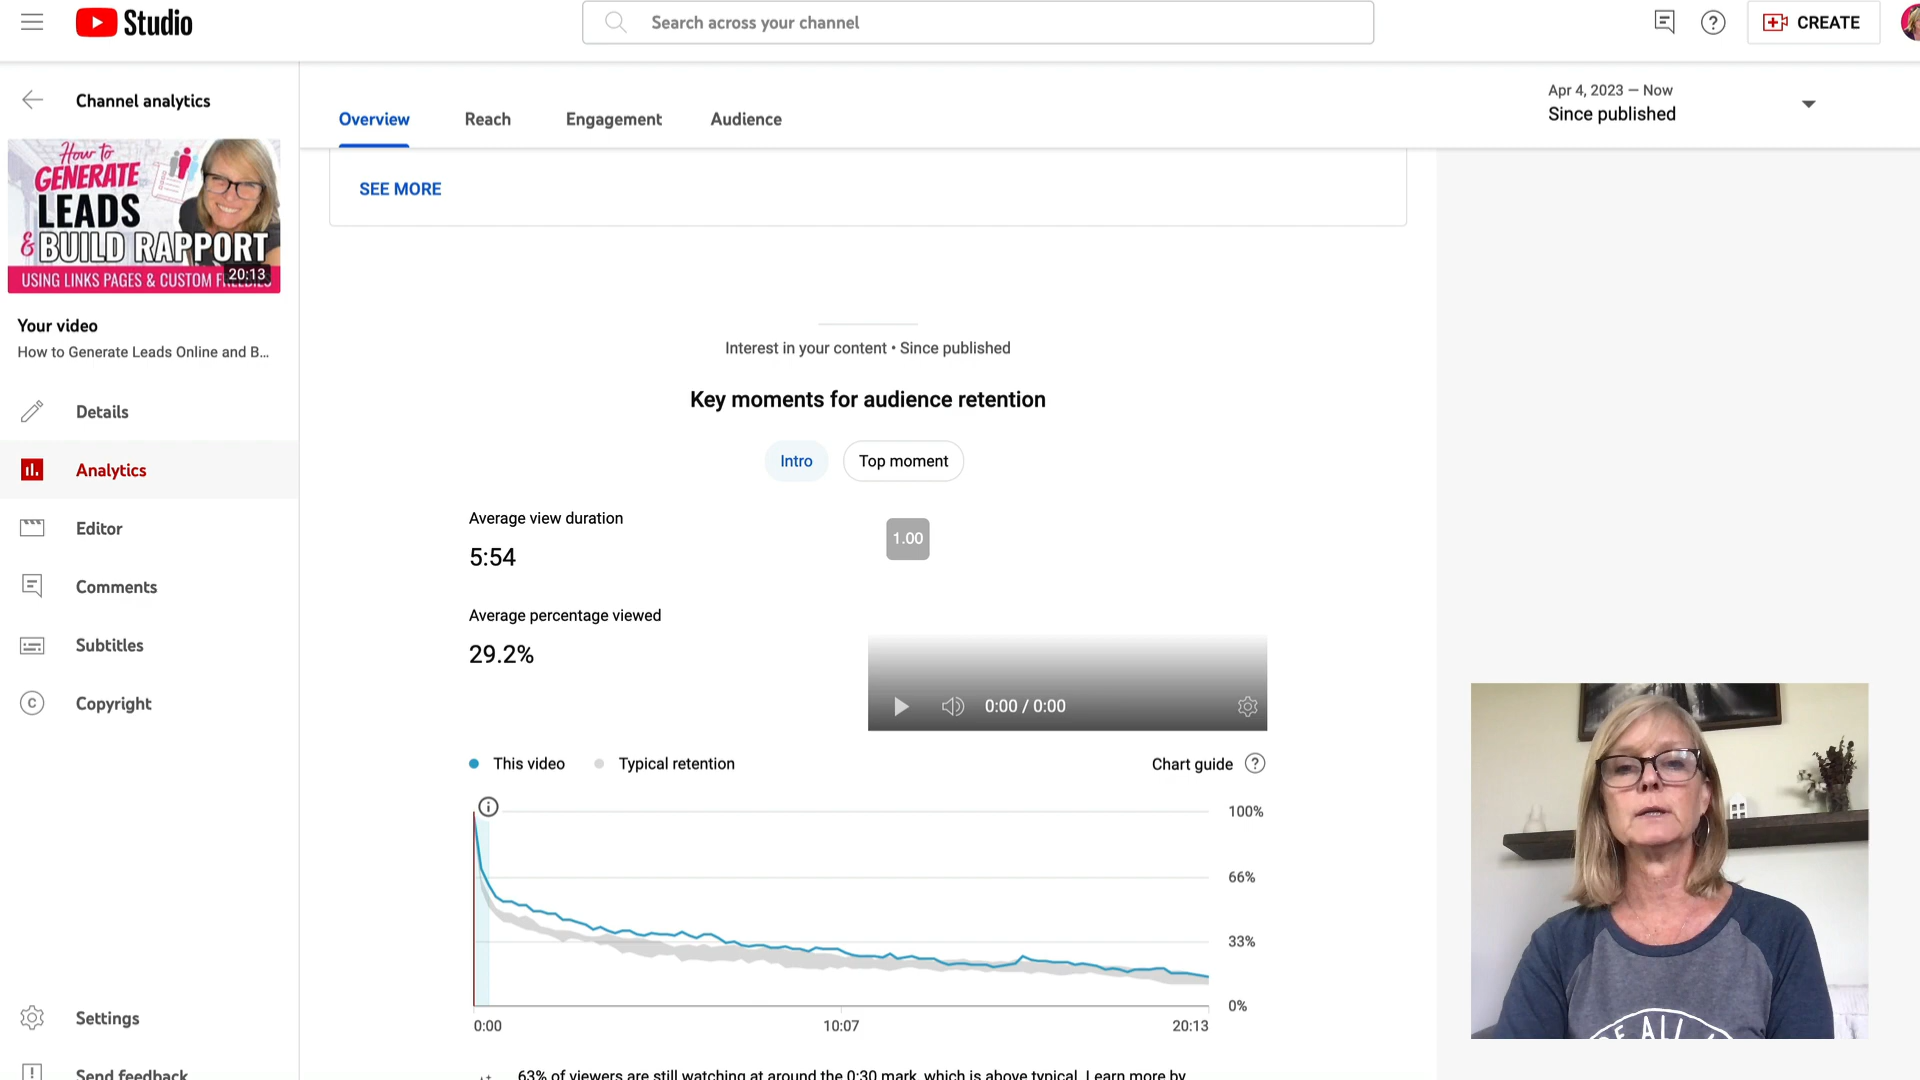 Studio
Search across your channel
CREATE
Channel analytics
Overview
Reach
Engagement
Audience
Apr 4, 2023 – Now
Since published
How to
GENERATE
LEADS
& BUILD RAPPORT
USING LINKS PAGES & CUSTOM
20:13
SEE MORE
Your video
How to Generate Leads Online and B...
Details
Analytics
Editor
Comments
Subtitles
Copyright
Settings
Send feedback
Interest in your content • Since published
Key moments for audience retention
Intro
Top moment
Average view duration
5:54
1.00
Average percentage viewed
29.2%
0:00 / 0:00
This video
Typical retention
Chart guide
100%
66%
33%
0%
0:00
10:07
20:13
63% of viewers are still watching at around the 0:30 mark, which is above typical. Learn more by
ALL